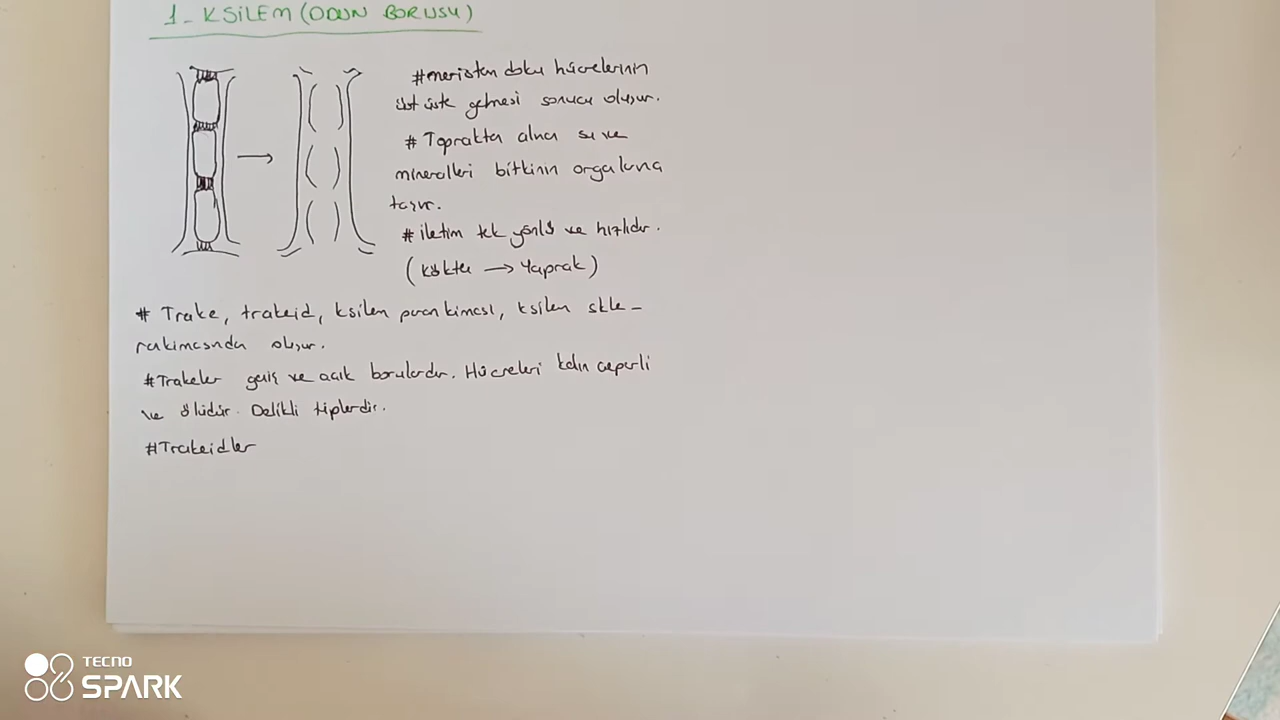 1- KSİLEM (ODUN BORUSU)
#meristem doku hücrelerinin
üst üste gelmesi sonucu oluşur.
# Topraktan alınan su ve
mineralleri bitkinin organlarına
taşır.
# iletim tek yönlü ve hızlıdır.
(Kökten → Yaprak)
# Trake, trakeid, ksilem parankiması, ksilem skle-
rankimasından oluşur.
#Trakeler geniş ve açık borulardır. Hücreleri kalın çeperli
ve ölüdür. Delikli tiplerdir.
#Trakeidler
TECNO
SPARK